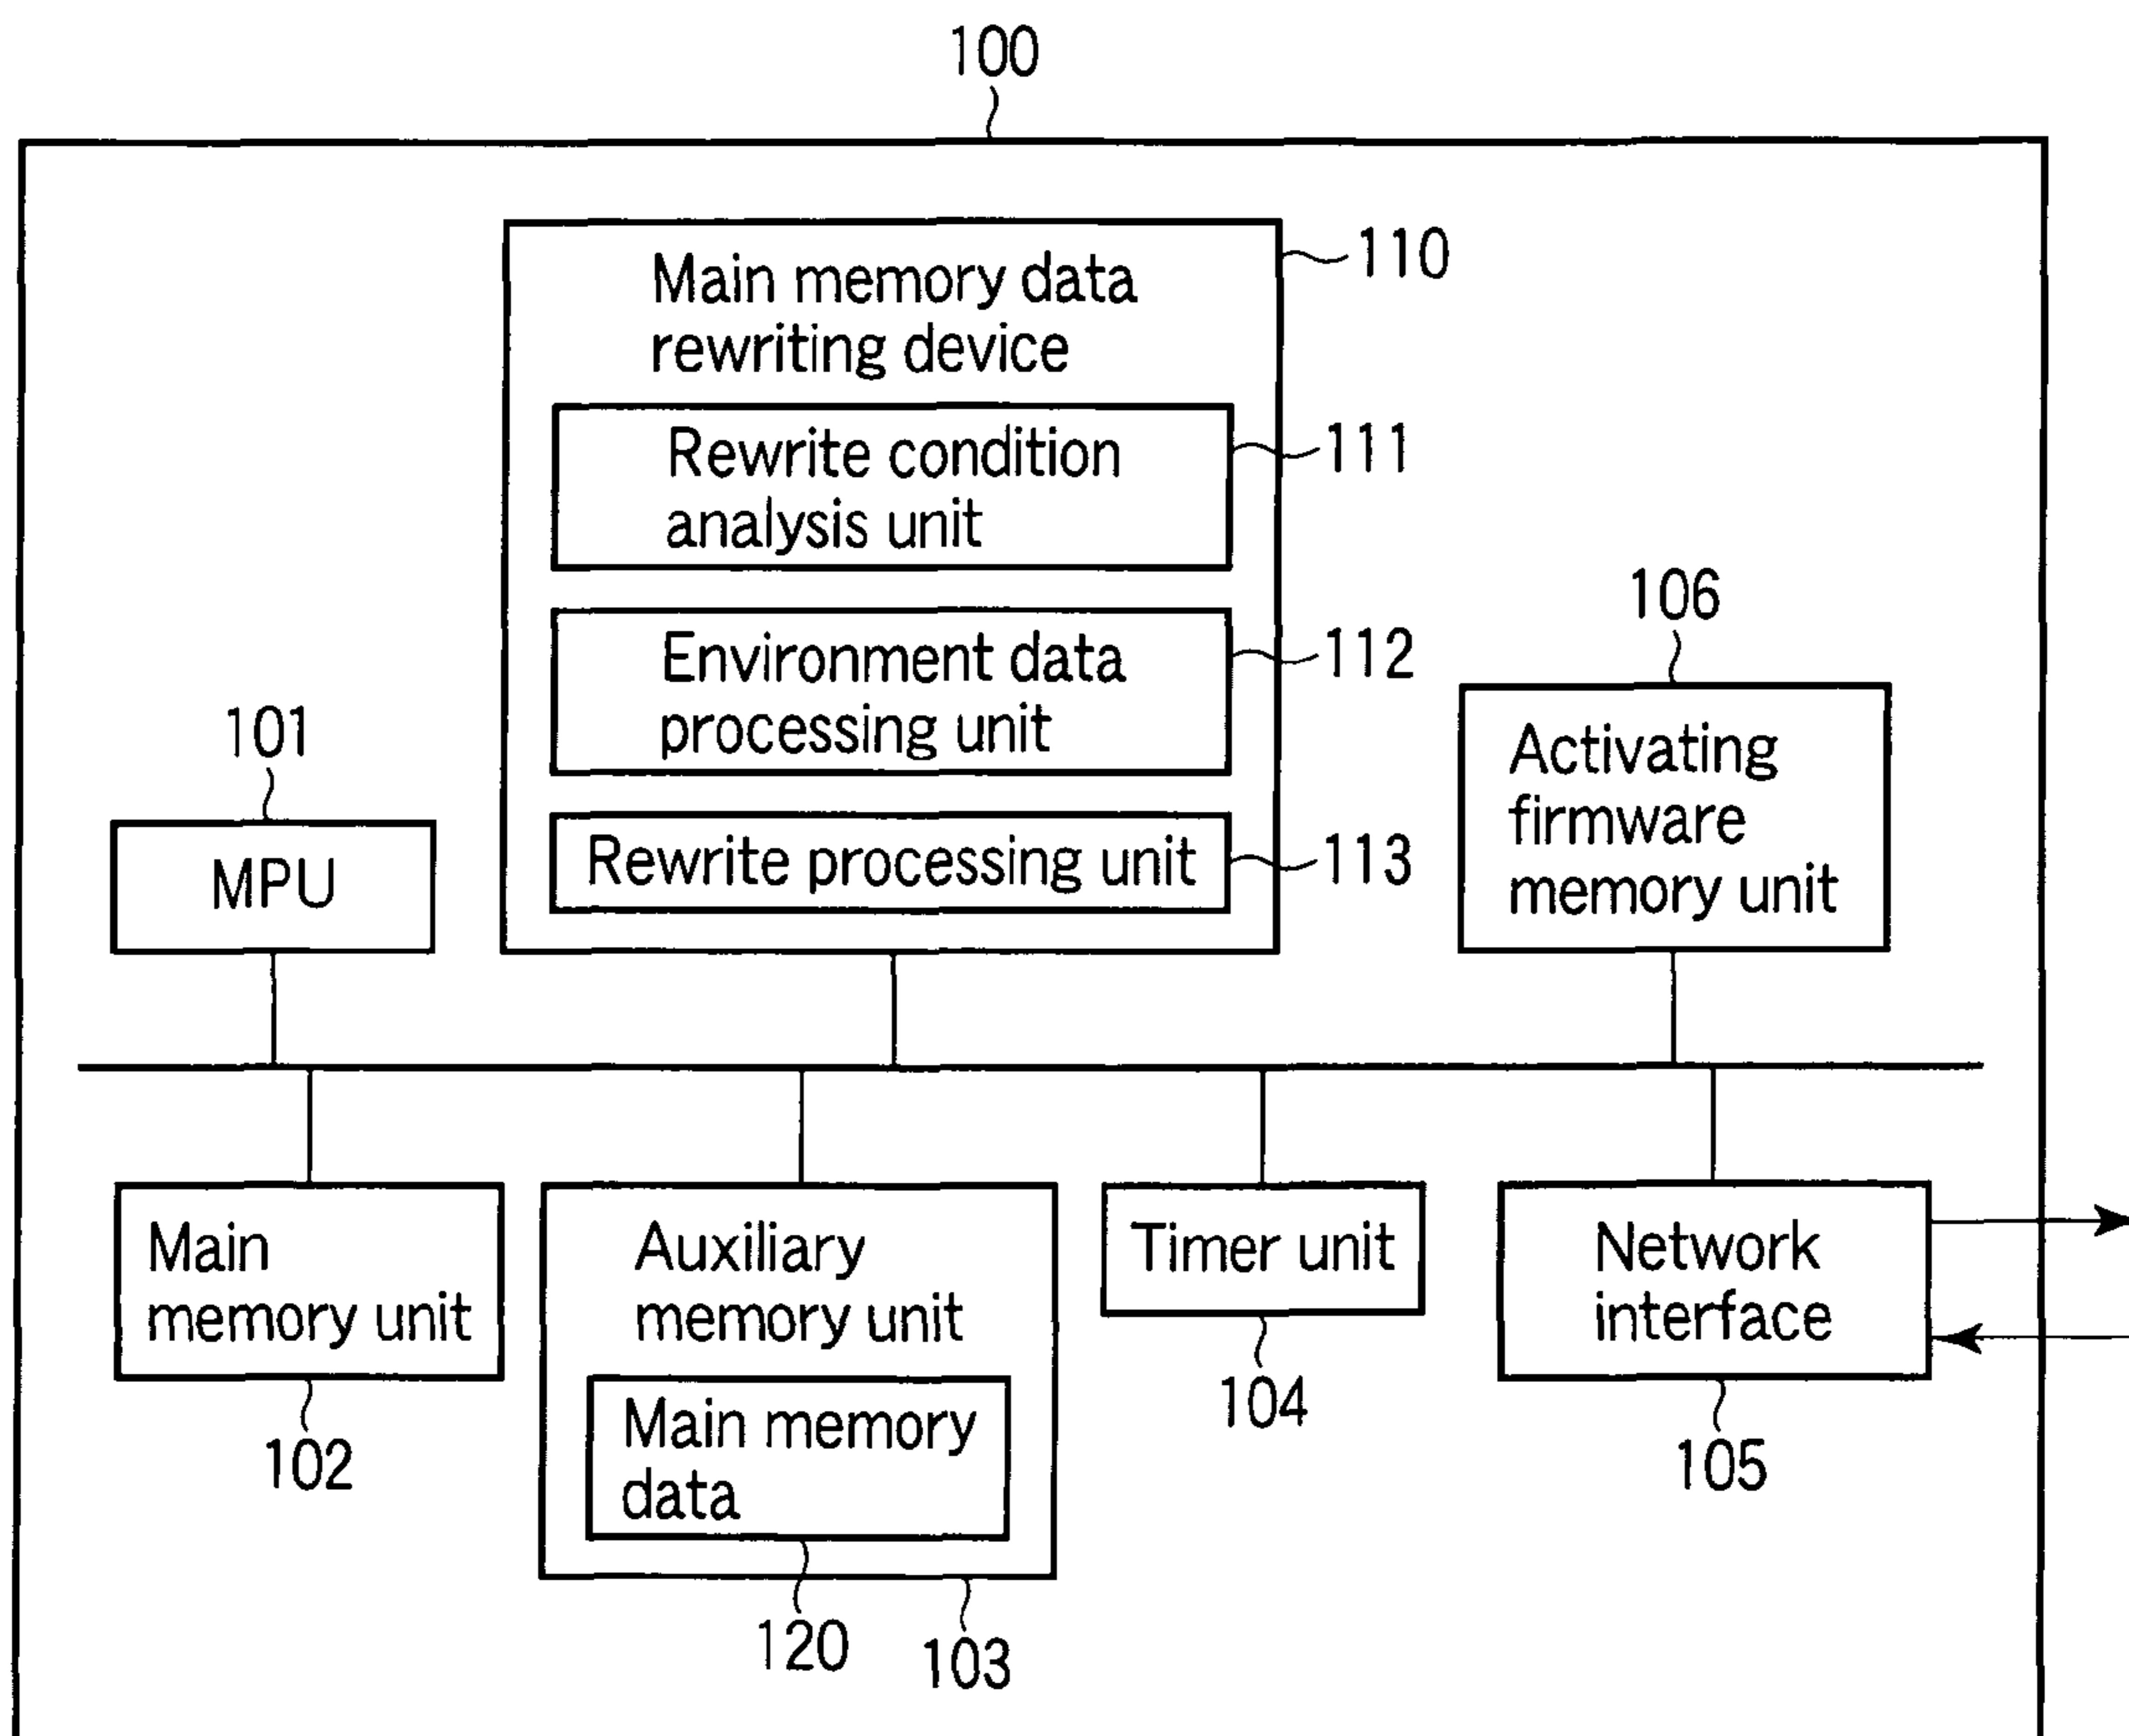 100
Main memory data
rewriting device
110
Rewrite condition
analysis unit
111
Environment data
processing unit
112
Rewrite processing unit
113
101
MPU
106
Activating
firmware
memory unit
Main
memory unit
102
Auxiliary
memory unit
Main memory
data
120
103
Timer unit
104
Network
interface
105